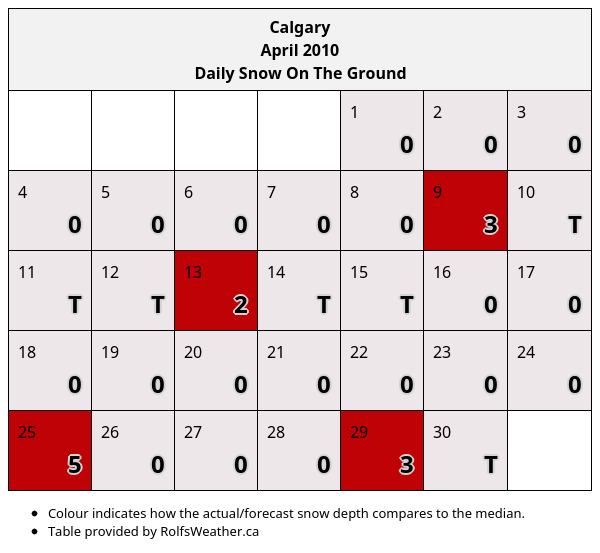 Calgary
April 2010
Daily Snow On The Ground
1 2 3
0 0 0
4 5 6 7 8 9 10
0 0 0 0 0 3 T
11 12 13 14 15 16 17
T T 2 T T 0 0
18 19 20 21 22 23 24
0 0 0 0 0 0 0
25 26 27 28 29 30
5 0 0 0 3 T
• Colour indicates how the actual/forecast snow depth compares to the median.
• Table provided by RolfsWeather.ca